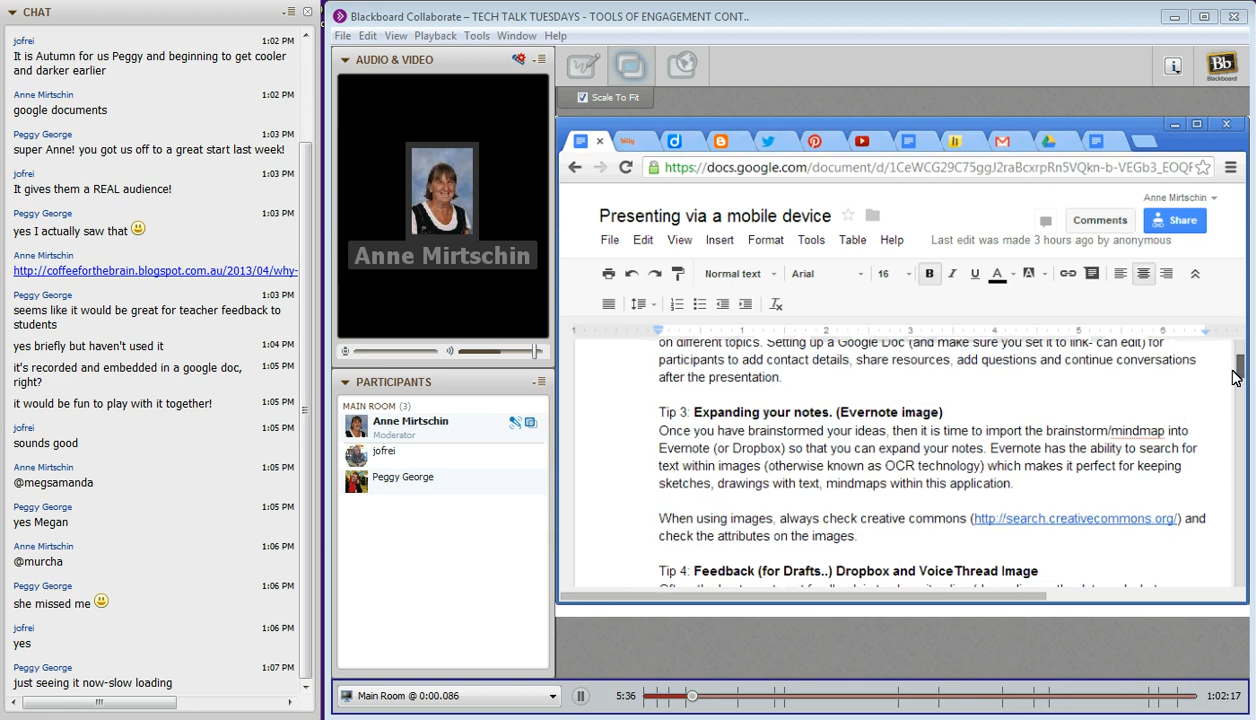 CHAT
jofrei 1:02 PM
It is Autumn for us Peggy and beginning to get cooler
and darker earlier
Anne Mirtschin 1:02 PM
google documents
Peggy George 1:03 PM
super Anne! you got us off to a great start last week!
jofrei 1:03 PM
It gives them a REAL audience!
Peggy George 1:03 PM
yes I actually saw that
Anne Mirtschin 1:03 PM
http://coffeeforthebrain.blogspot.com.au/2013/04/why-
Peggy George 1:03 PM
seems like it would be great for teacher feedback to
students
yes briefly but haven't used it 1:04 PM
it's recorded and embedded in a google doc, 1:05 PM
right?
it would be fun to play with it together! 1:05 PM
jofrei 1:05 PM
sounds good
Anne Mirtschin 1:05 PM
@megsamanda
Peggy George 1:05 PM
yes Megan
Anne Mirtschin 1:06 PM
@murcha
Peggy George 1:06 PM
she missed me
jofrei 1:06 PM
yes
Peggy George 1:07 PM
just seeing it now-slow loading
Blackboard Collaborate – TECH TALK TUESDAYS - TOOLS OF ENGAGEMENT CONT..
File Edit View Playback Tools Window Help
AUDIO & VIDEO
Anne Mirtschin
PARTICIPANTS
MAIN ROOM (3)
Anne Mirtschin
Moderator
jofrei
Peggy George
Bb
Blackboard
Scale To Fit
https://docs.google.com/document/d/1CeWCG29C75ggJ2raBcxrpRn5VQkn-b-VEGb3_EOQF
Anne Mirtschin
Presenting via a mobile device
Comments Share
File Edit View Insert Format Tools Table Help Last edit was made 3 hours ago by anonymous
Normal text Arial 16 B I U A A
1 1 2 3 4 5 6
on different topics. Setting up a Google Doc (and make sure you set it to link- can edit) for
participants to add contact details, share resources, add questions and continue conversations
after the presentation.
Tip 3: Expanding your notes. (Evernote image)
Once you have brainstormed your ideas, then it is time to import the brainstorm/mindmap into
Evernote (or Dropbox) so that you can expand your notes. Evernote has the ability to search for
text within images (otherwise known as OCR technology) which makes it perfect for keeping
sketches, drawings with text, mindmaps within this application.
When using images, always check creative commons (http://search.creativecommons.org/) and
check the attributes on the images.
Tip 4: Feedback (for Drafts..) Dropbox and VoiceThread Image
Main Room @ 0:00.086 5:36 1:02:17